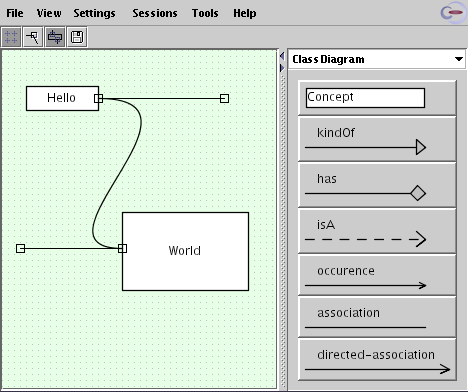 File View Settings Sessions Tools Help
Class Diagram
Hello
World
Concept
kindOf
has
isA
occurence
association
directed-association